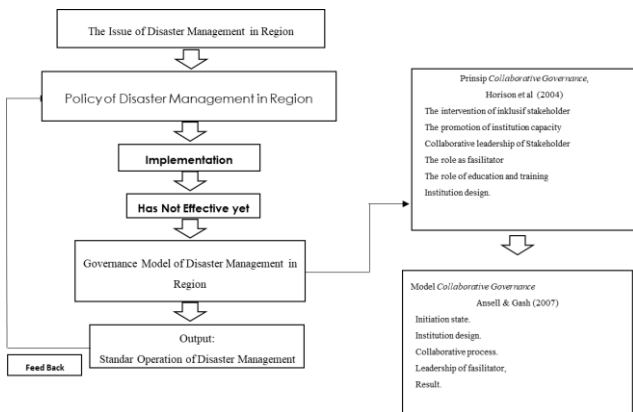 The Issue of Disaster Management in Region
Policy of Disaster Management in Region
Implementation
Has Not Effective yet
Governance Model of Disaster Management in
Region
Output:
Standar Operation of Disaster Management
Feed Back
Prinsip Collaborative Governance,
Horison et al (2004)
The intervention of inklusif stakeholder
The promotion of institution capacity
Collaborative leadership of Stakeholder
The role as fasilitator
The role of education and training
Institution design.
Model Collaborative Governance
Ansell & Gash (2007)
Initiation state.
Institution design.
Collaborative process.
Leadership of fasilitator,
Result.